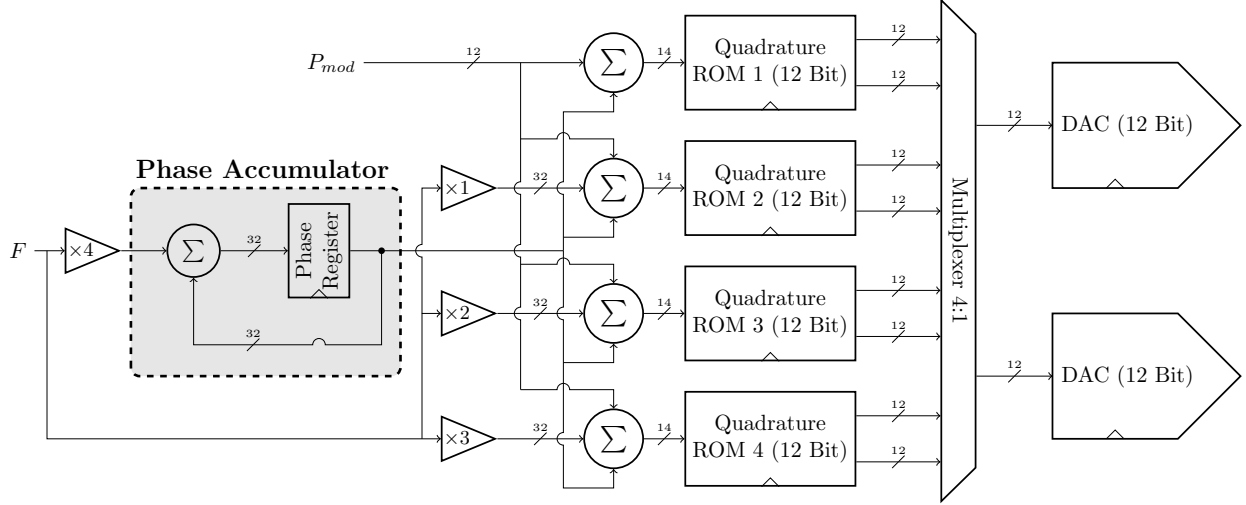 P_mod
12
Σ
14
Quadrature
ROM 1 (12 Bit)
12
12
12
DAC (12 Bit)
Phase Accumulator
×1
32
Σ
14
Quadrature
ROM 2 (12 Bit)
12
12
Multiplexer 4:1
F
×4
Σ
32
Phase
Register
32
×2
32
Σ
14
Quadrature
ROM 3 (12 Bit)
12
12
12
DAC (12 Bit)
×3
32
Σ
14
Quadrature
ROM 4 (12 Bit)
12
12